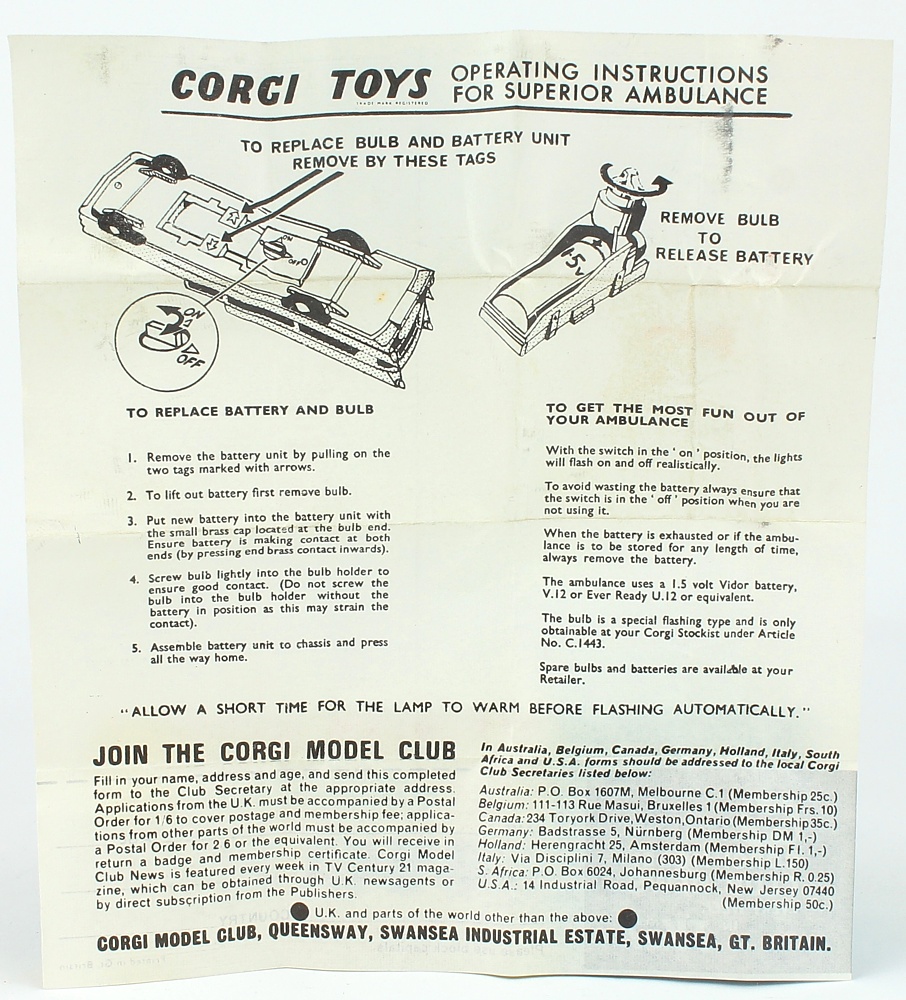 CORGI TOYS
TRADE MARK REGISTERED
OPERATING INSTRUCTIONS
FOR SUPERIOR AMBULANCE
TO REPLACE BULB AND BATTERY UNIT
REMOVE BY THESE TAGS
ON
OFF
ON
OFF
1·5v
REMOVE BULB
TO
RELEASE BATTERY
TO REPLACE BATTERY AND BULB
1. Remove the battery unit by pulling on the
two tags marked with arrows.
2. To lift out battery first remove bulb.
3. Put new battery into the battery unit with
the small brass cap located at the bulb end.
Ensure battery is making contact at both
ends (by pressing end brass contact inwards).
4. Screw bulb lightly into the bulb holder to
ensure good contact. (Do not screw the
bulb into the bulb holder without the
battery in position as this may strain the
contact).
5. Assemble battery unit to chassis and press
all the way home.
TO GET THE MOST FUN OUT OF
YOUR AMBULANCE
With the switch in the ' on ' position, the lights
will flash on and off realistically.
To avoid wasting the battery always ensure that
the switch is in the ' off ' position when you are
not using it.
When the battery is exhausted or if the ambu-
lance is to be stored for any length of time,
always remove the battery.
The ambulance uses a 1.5 volt Vidor battery,
V.12 or Ever Ready U.12 or equivalent.
The bulb is a special flashing type and is only
obtainable at your Corgi Stockist under Article
No. C.1443.
Spare bulbs and batteries are available at your
Retailer.
"ALLOW A SHORT TIME FOR THE LAMP TO WARM BEFORE FLASHING AUTOMATICALLY."
JOIN THE CORGI MODEL CLUB
Fill in your name, address and age, and send this completed
form to the Club Secretary at the appropriate address.
Applications from the U.K. must be accompanied by a Postal
Order for 1/6 to cover postage and membership fee; applica-
tions from other parts of the world must be accompanied by
a Postal Order for 2 6 or the equivalent. You will receive in
return a badge and membership certificate. Corgi Model
Club News is featured every week in TV Century 21 maga-
zine, which can be obtained through U.K. newsagents or
by direct subscription from the Publishers.
In Australia, Belgium, Canada, Germany, Holland, Italy, South
Africa and U.S.A. forms should be addressed to the local Corgi
Club Secretaries listed below:
Australia: P.O. Box 1607M, Melbourne C.1 (Membership 25c.)
Belgium: 111-113 Rue Masui, Bruxelles 1 (Membership Frs. 10)
Canada: 234 Toryork Drive, Weston, Ontario (Membership 35c.)
Germany: Badstrasse 5, Nürnberg (Membership DM 1,-)
Holland: Herengracht 25, Amsterdam (Membership Fl. 1,-)
Italy: Via Disciplini 7, Milano (303) (Membership L.150)
S. Africa: P.O. Box 6024, Johannesburg (Membership R. 0.25)
U.S.A.: 14 Industrial Road, Pequannock, New Jersey 07440
(Membership 50c.)
U.K. and parts of the world other than the above:
CORGI MODEL CLUB, QUEENSWAY, SWANSEA INDUSTRIAL ESTATE, SWANSEA, GT. BRITAIN.